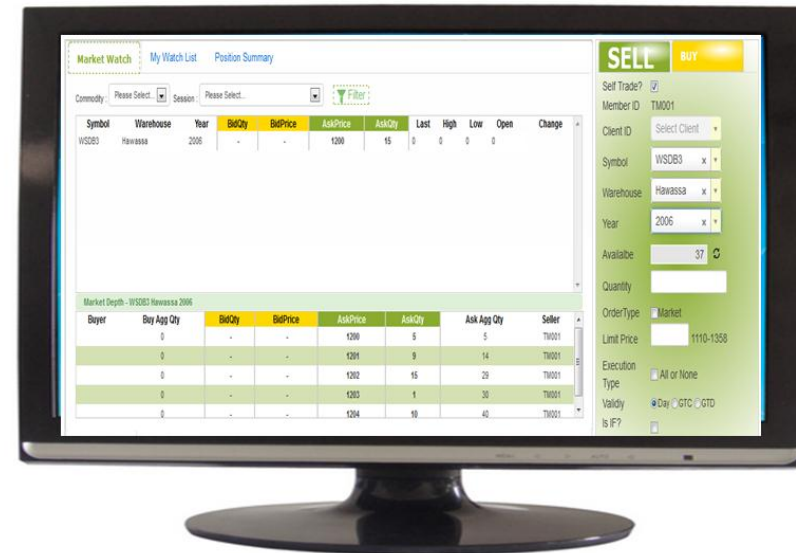 Market Watch My Watch List Position Summary
Commodity : Please Select... Session : Please Select... Filter
Symbol Warehouse Year BidQty BidPrice AskPrice AskQty Last High Low Open Change
WSDB3 Hawassa 2006 - - 1200 15 0 0 0 0
Market Depth - WSDB3 Hawassa 2006
Buyer Buy Agg Qty BidQty BidPrice AskPrice AskQty Ask Agg Qty Seller
0 - - 1200 5 5 TM001
0 - - 1201 9 14 TM001
0 - - 1202 15 29 TM001
0 - - 1203 1 30 TM001
0 - - 1204 10 40 TM001
SELL BUY
Self Trade?
Member ID TM001
Client ID Select Client
Symbol WSDB3 x
Warehouse Hawassa x
Year 2006 x
Availalbe 37
Quantity
OrderType Market
Limit Price 1110-1358
Execution
Type All or None
Validiy Day GTC GTD
Is IF?
MENU AUTO